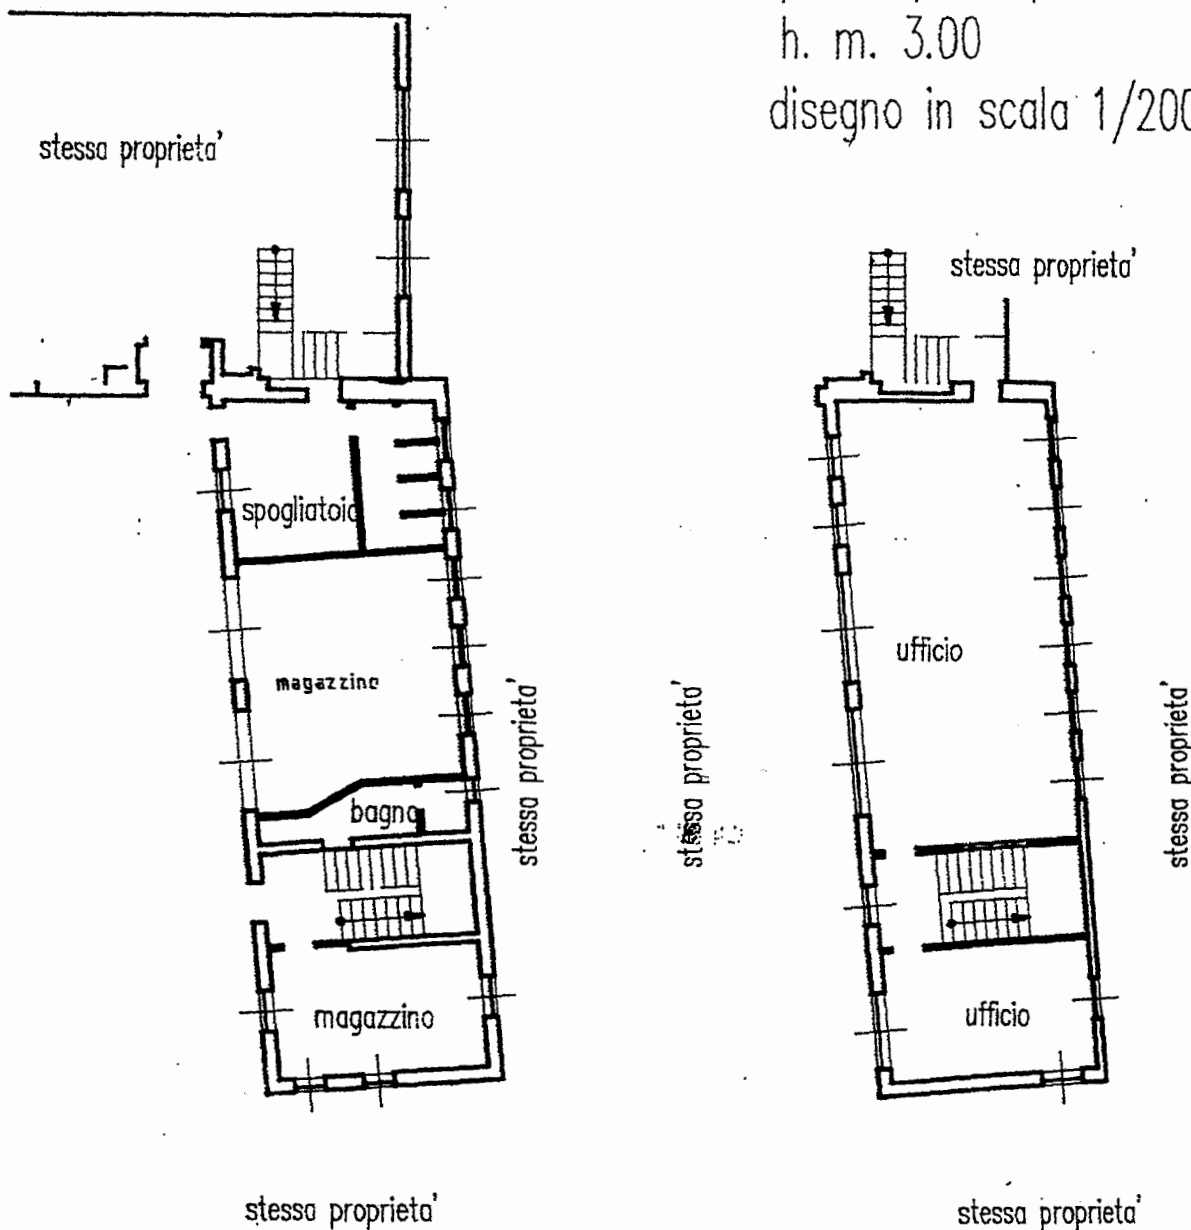 h. m. 3.00
disegno in scala 1/200
stessa proprieta'
stessa proprieta'
spogliatoio
magazzino
bagno
magazzino
stessa proprieta'
stessa proprieta'
ufficio
ufficio
stessa proprieta'
stessa proprieta'
stessa proprieta'